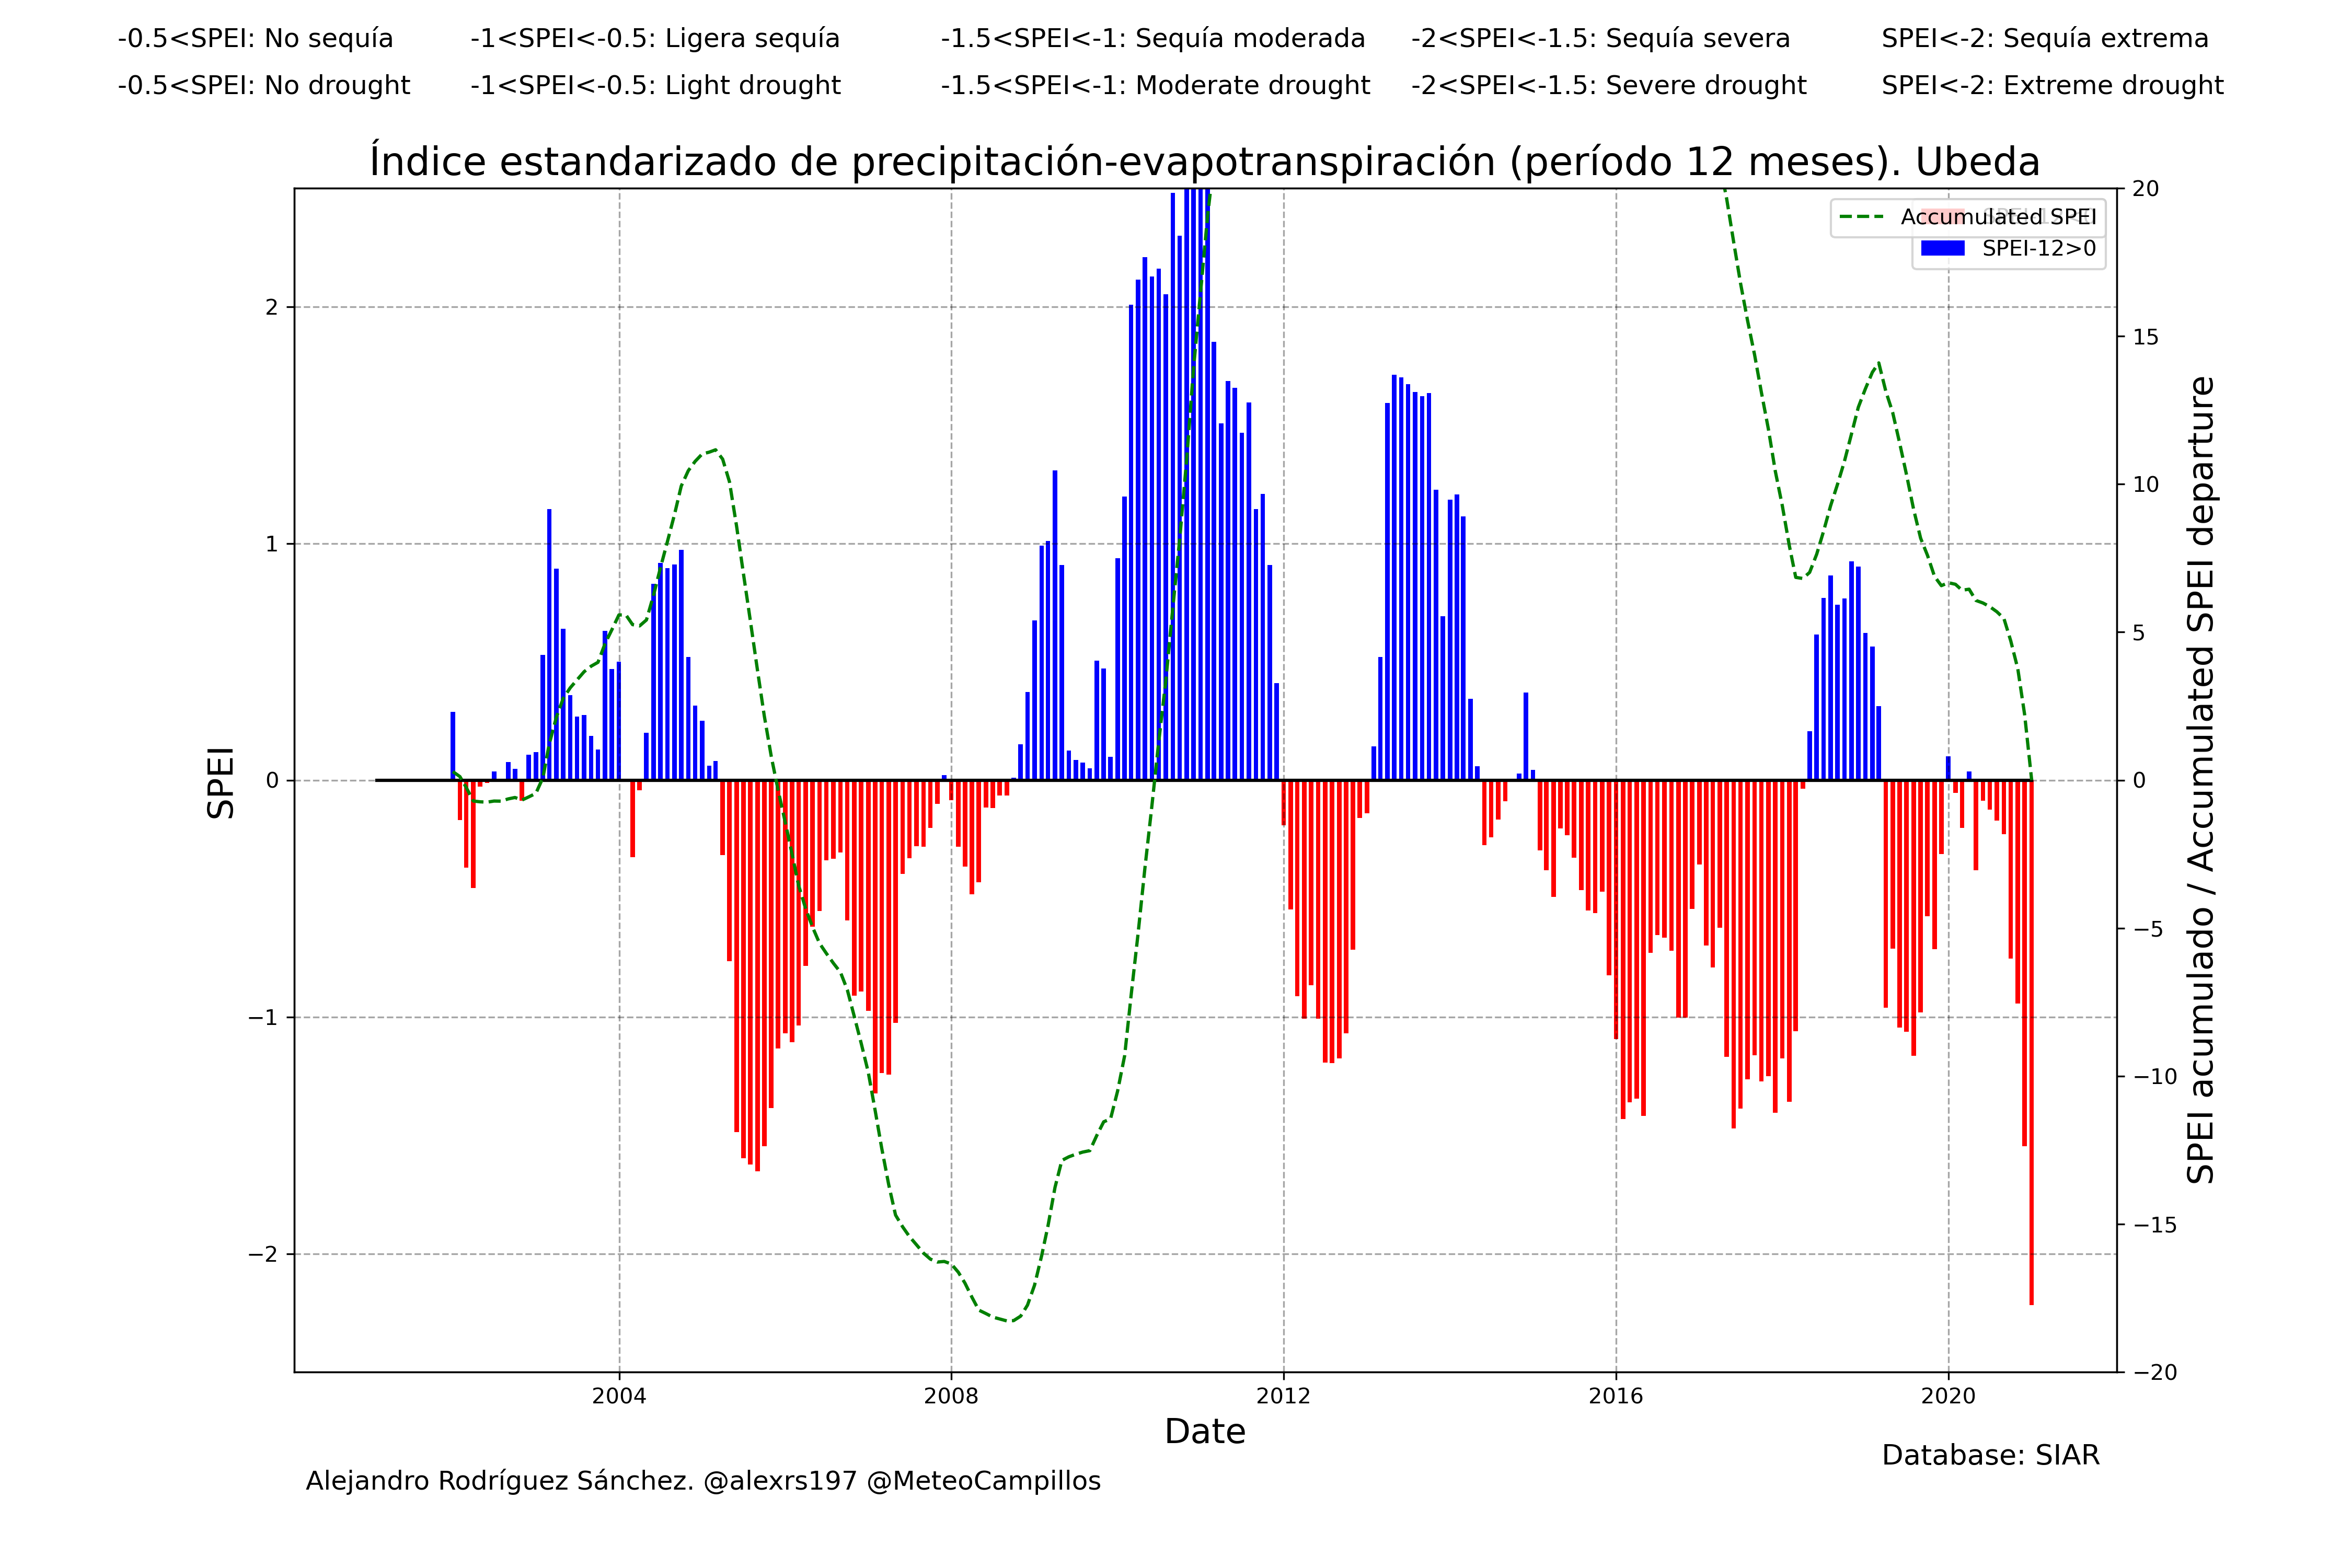 -0.5<SPEI: No sequía -1<SPEI<-0.5: Ligera sequía -1.5<SPEI<-1: Sequía moderada -2<SPEI<-1.5: Sequía severa SPEI<-2: Sequía extrema
-0.5<SPEI: No drought -1<SPEI<-0.5: Light drought -1.5<SPEI<-1: Moderate drought -2<SPEI<-1.5: Severe drought SPEI<-2: Extreme drought
Índice estandarizado de precipitación-evapotranspiración (período 12 meses). Ubeda
Accumulated SPEI
SPEI-12>0
2
1
0
−1
−2
SPEI
20
15
10
5
0
−5
−10
−15
−20
SPEI acumulado / Accumulated SPEI departure
2004 2008 2012 2016 2020
Date
Database: SIAR
Alejandro Rodríguez Sánchez. @alexrs197 @MeteoCampillos